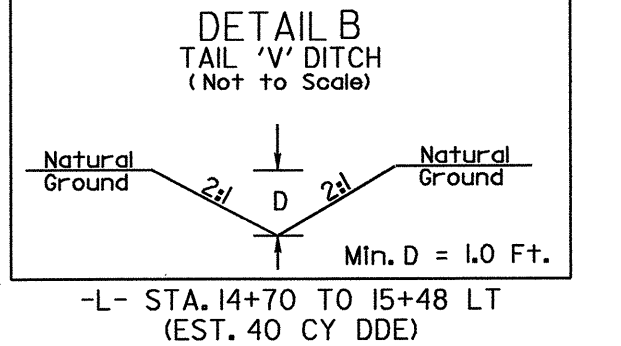 DETAIL B
TAIL 'V' DITCH
(Not to Scale)
Natural
Ground
2:1
D
2:1
Natural
Ground
Min. D = 1.0 Ft.
-L- STA. 14+70 TO 15+48 LT
(EST. 40 CY DDE)